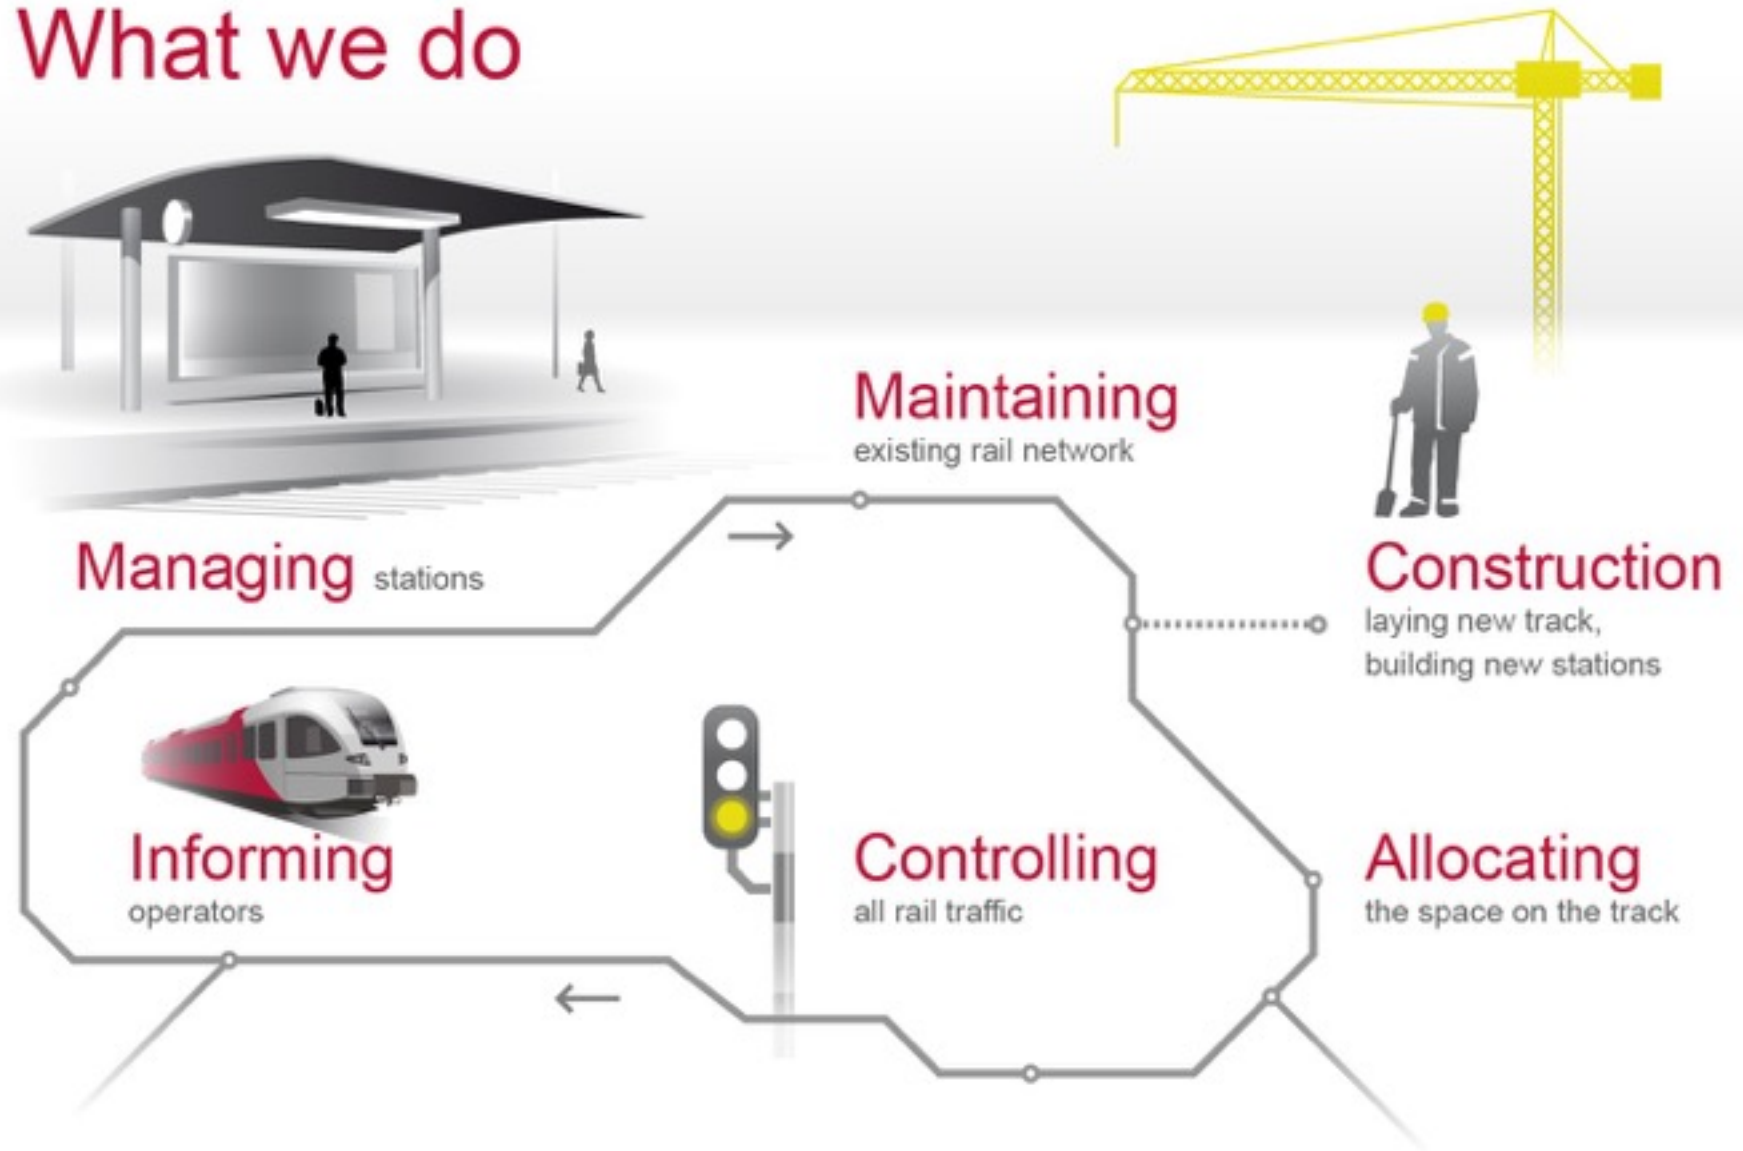 What we do
Maintaining
existing rail network
Managing stations
Construction
laying new track,
building new stations
Informing
operators
Controlling
all rail traffic
Allocating
the space on the track